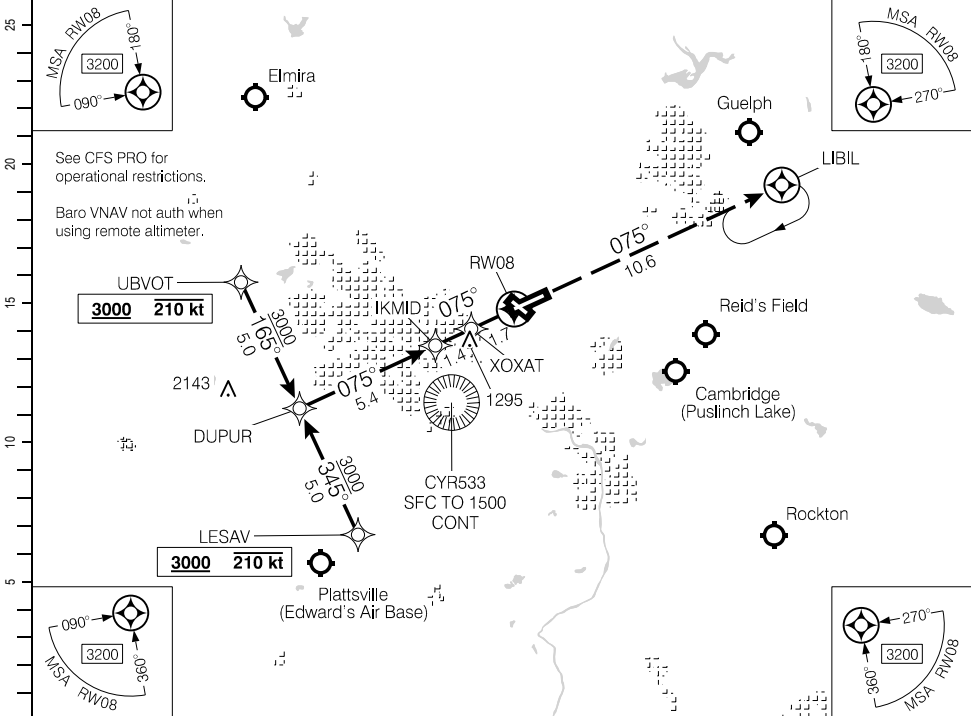 25
20
15
10
5
MSA RW08
180°
3200
090°
MSA RW08
180°
3200
270°
Elmira
Guelph
LIBIL
See CFS PRO for
operational restrictions.
Baro VNAV not auth when
using remote altimeter.
075°
10.6
RW08
UBVOT
3000 210 kt
IKMID
075°
3000
165°
5.0
1.4
1.7
XOXAT
Reid's Field
2143
075°
5.4
1295
Cambridge
(Puslinch Lake)
DUPUR
3000
345°
5.0
CYR533
SFC TO 1500
CONT
Rockton
LESAV
3000 210 kt
Plattsville
(Edward's Air Base)
090°
3200
360°
MSA RW08
270°
3200
360°
MSA RW08